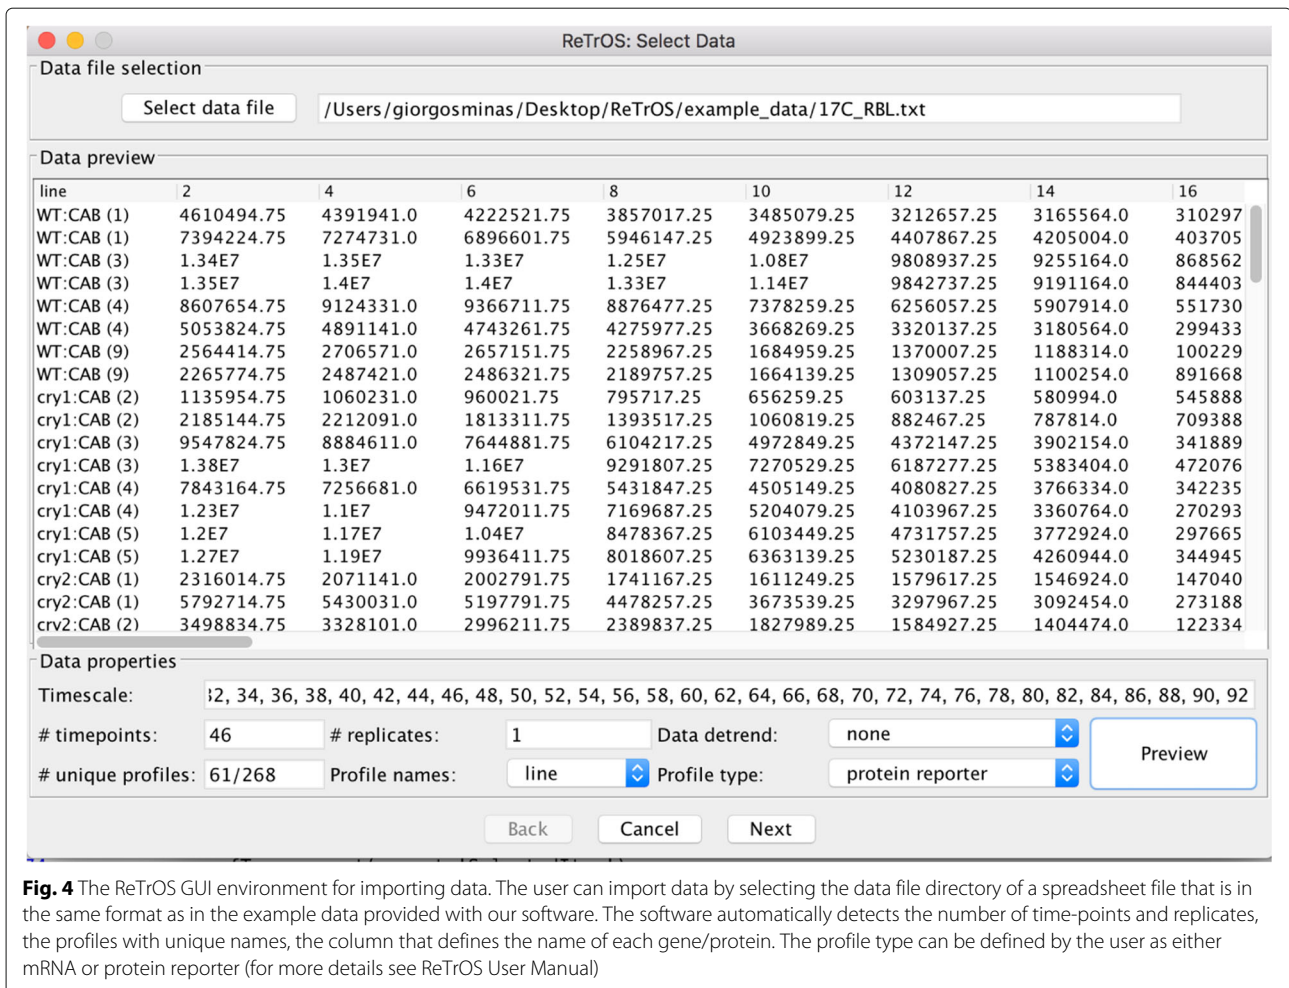 ReTrOS: Select Data
Data file selection
Select data file /Users/giorgosminas/Desktop/ReTrOS/example_data/17C_RBL.txt
Data preview
line 2 4 6 8 10 12 14 16
WT:CAB (1) 4610494.75 4391941.0 4222521.75 3857017.25 3485079.25 3212657.25 3165564.0 310297
WT:CAB (1) 7394224.75 7274731.0 6896601.75 5946147.25 4923899.25 4407867.25 4205004.0 403705
WT:CAB (3) 1.34E7 1.35E7 1.33E7 1.25E7 1.08E7 9808937.25 9255164.0 868562
WT:CAB (3) 1.35E7 1.4E7 1.4E7 1.33E7 1.14E7 9842737.25 9191164.0 844403
WT:CAB (4) 8607654.75 9124331.0 9366711.75 8876477.25 7378259.25 6256057.25 5907914.0 551730
WT:CAB (4) 5053824.75 4891141.0 4743261.75 4275977.25 3668269.25 3320137.25 3180564.0 299433
WT:CAB (9) 2564414.75 2706571.0 2657151.75 2258967.25 1684959.25 1370007.25 1188314.0 100229
WT:CAB (9) 2265774.75 2487421.0 2486321.75 2189757.25 1664139.25 1309057.25 1100254.0 891668
cry1:CAB (2) 1135954.75 1060231.0 960021.75 795717.25 656259.25 603137.25 580994.0 545888
cry1:CAB (2) 2185144.75 2212091.0 1813311.75 1393517.25 1060819.25 882467.25 787814.0 709388
cry1:CAB (3) 9547824.75 8884611.0 7644881.75 6104217.25 4972849.25 4372147.25 3902154.0 341889
cry1:CAB (3) 1.38E7 1.3E7 1.16E7 9291807.25 7270529.25 6187277.25 5383404.0 472076
cry1:CAB (4) 7843164.75 7256681.0 6619531.75 5431847.25 4505149.25 4080827.25 3766334.0 342235
cry1:CAB (4) 1.23E7 1.1E7 9472011.75 7169687.25 5204079.25 4103967.25 3360764.0 270293
cry1:CAB (5) 1.2E7 1.17E7 1.04E7 8478367.25 6103449.25 4731757.25 3772924.0 297665
cry1:CAB (5) 1.27E7 1.19E7 9936411.75 8018607.25 6363139.25 5230187.25 4260944.0 344945
cry2:CAB (1) 2316014.75 2071141.0 2002791.75 1741167.25 1611249.25 1579617.25 1546924.0 147040
cry2:CAB (1) 5792714.75 5430031.0 5197791.75 4478257.25 3673539.25 3297967.25 3092454.0 273188
cry2:CAB (2) 3498834.75 3328101.0 2996211.75 2389837.25 1827989.25 1584927.25 1404474.0 122334
Data properties
Timescale: 32, 34, 36, 38, 40, 42, 44, 46, 48, 50, 52, 54, 56, 58, 60, 62, 64, 66, 68, 70, 72, 74, 76, 78, 80, 82, 84, 86, 88, 90, 92
# timepoints: 46 # replicates: 1 Data detrend: none
Preview
# unique profiles: 61/268 Profile names: line Profile type: protein reporter
Back Cancel Next
Fig. 4 The ReTrOS GUI environment for importing data. The user can import data by selecting the data file directory of a spreadsheet file that is in
the same format as in the example data provided with our software. The software automatically detects the number of time-points and replicates,
the profiles with unique names, the column that defines the name of each gene/protein. The profile type can be defined by the user as either
mRNA or protein reporter (for more details see ReTrOS User Manual)